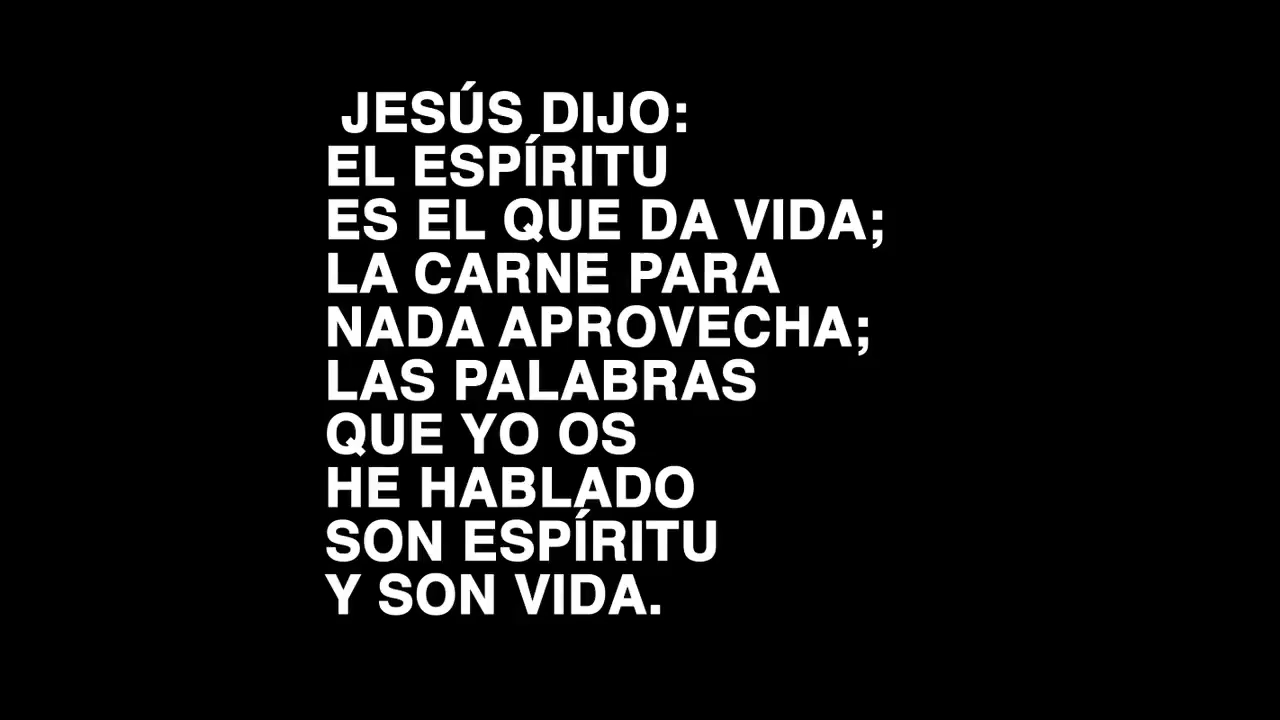 JESÚS DIJO:
EL ESPÍRITU
ES EL QUE DA VIDA;
LA CARNE PARA
NADA APROVECHA;
LAS PALABRAS
QUE YO OS
HE HABLADO
SON ESPÍRITU
Y SON VIDA.